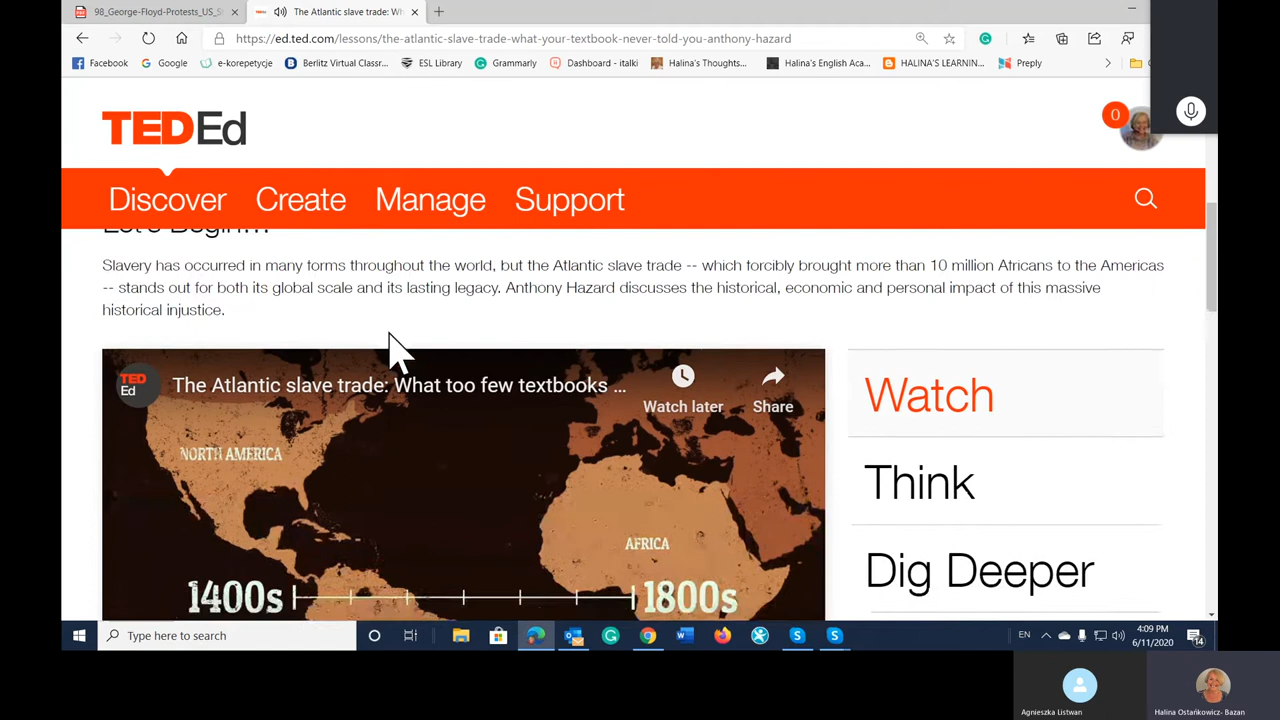 98_George-Floyd-Protests_US_S
The Atlantic slave trade: Wh
https://ed.ted.com/lessons/the-atlantic-slave-trade-what-your-textbook-never-told-you-anthony-hazard
Facebook
Google
e-korepetycje
Berlitz Virtual Classr...
ESL Library
Grammarly
Dashboard - italki
Halina's Thoughts...
Halina's English Aca...
HALINA'S LEARNIN...
Preply
TEDEd
0
Discover Create Manage Support
Let's Begin...
Slavery has occurred in many forms throughout the world, but the Atlantic slave trade -- which forcibly brought more than 10 million Africans to the Americas
-- stands out for both its global scale and its lasting legacy. Anthony Hazard discusses the historical, economic and personal impact of this massive
historical injustice.
TED
Ed
The Atlantic slave trade: What too few textbooks ...
Watch later
Share
Watch
Think
Dig Deeper
NORTH AMERICA
AFRICA
1400s
1800s
Type here to search
EN
4:09 PM
6/11/2020
14
Agnieszka Listwan
Halina Ostańkowicz- Bazan